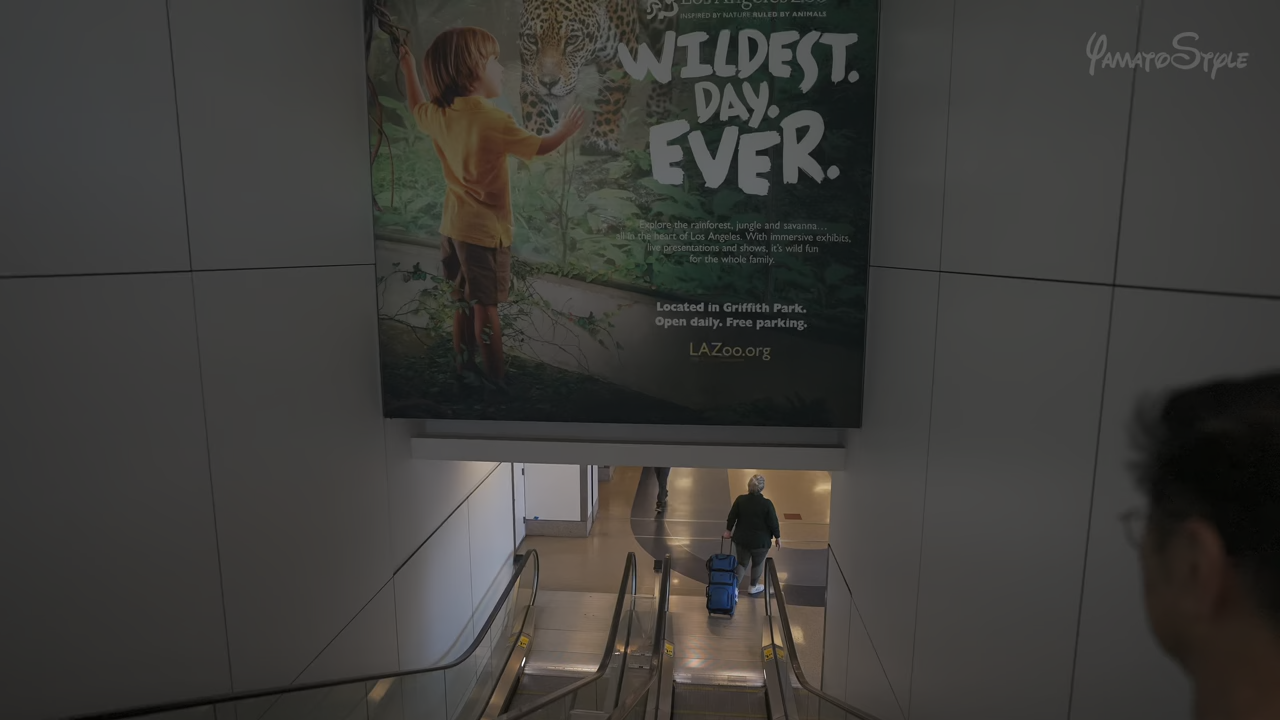 Los Angeles Zoo
INSPIRED BY NATURE. RULED BY ANIMALS
YAMATOSTYLE
WILDEST.
DAY.
EVER.
Explore the rainforest, jungle and savanna...
all in the heart of Los Angeles. With immersive exhibits,
live presentations and shows, it's wild fun
for the whole family.
Located in Griffith Park.
Open daily. Free parking.
LAZoo.org